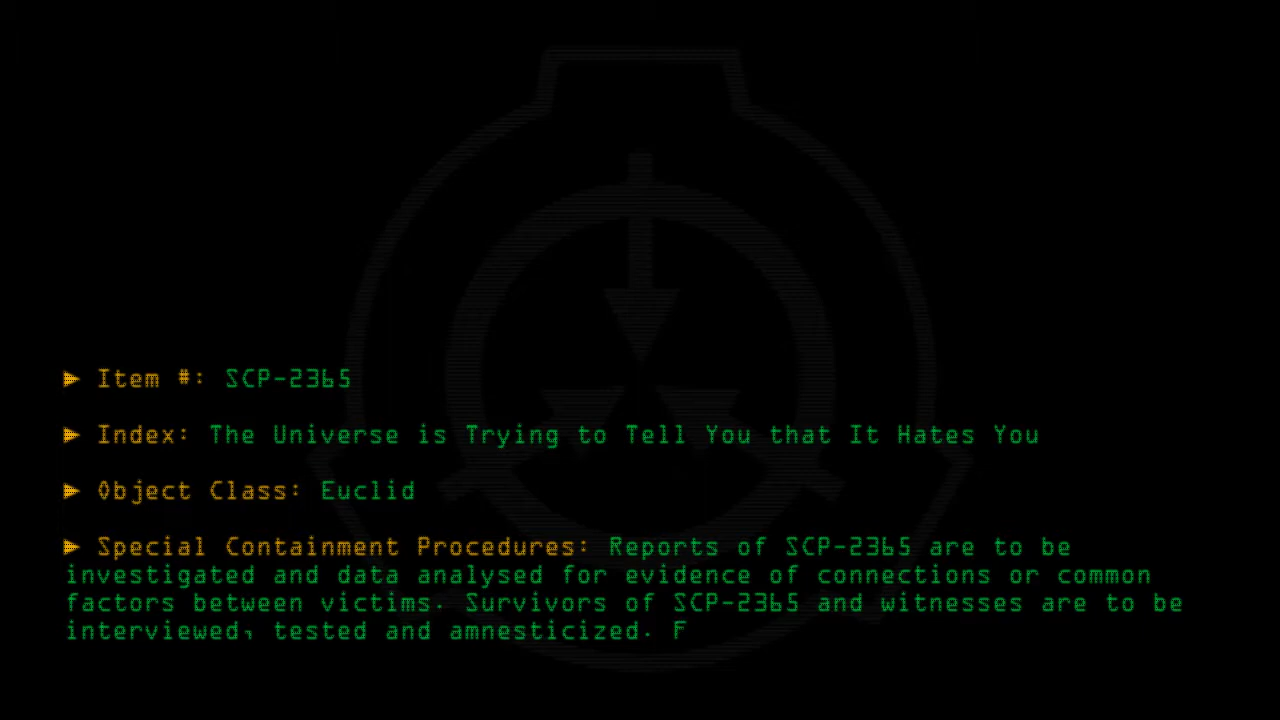 ► Item #: SCP-2365
► Index: The Universe is Trying to Tell You that It Hates You
► Object Class: Euclid
► Special Containment Procedures: Reports of SCP-2365 are to be
investigated and data analysed for evidence of connections or common
factors between victims. Survivors of SCP-2365 and witnesses are to be
interviewed, tested and amnesticized. F